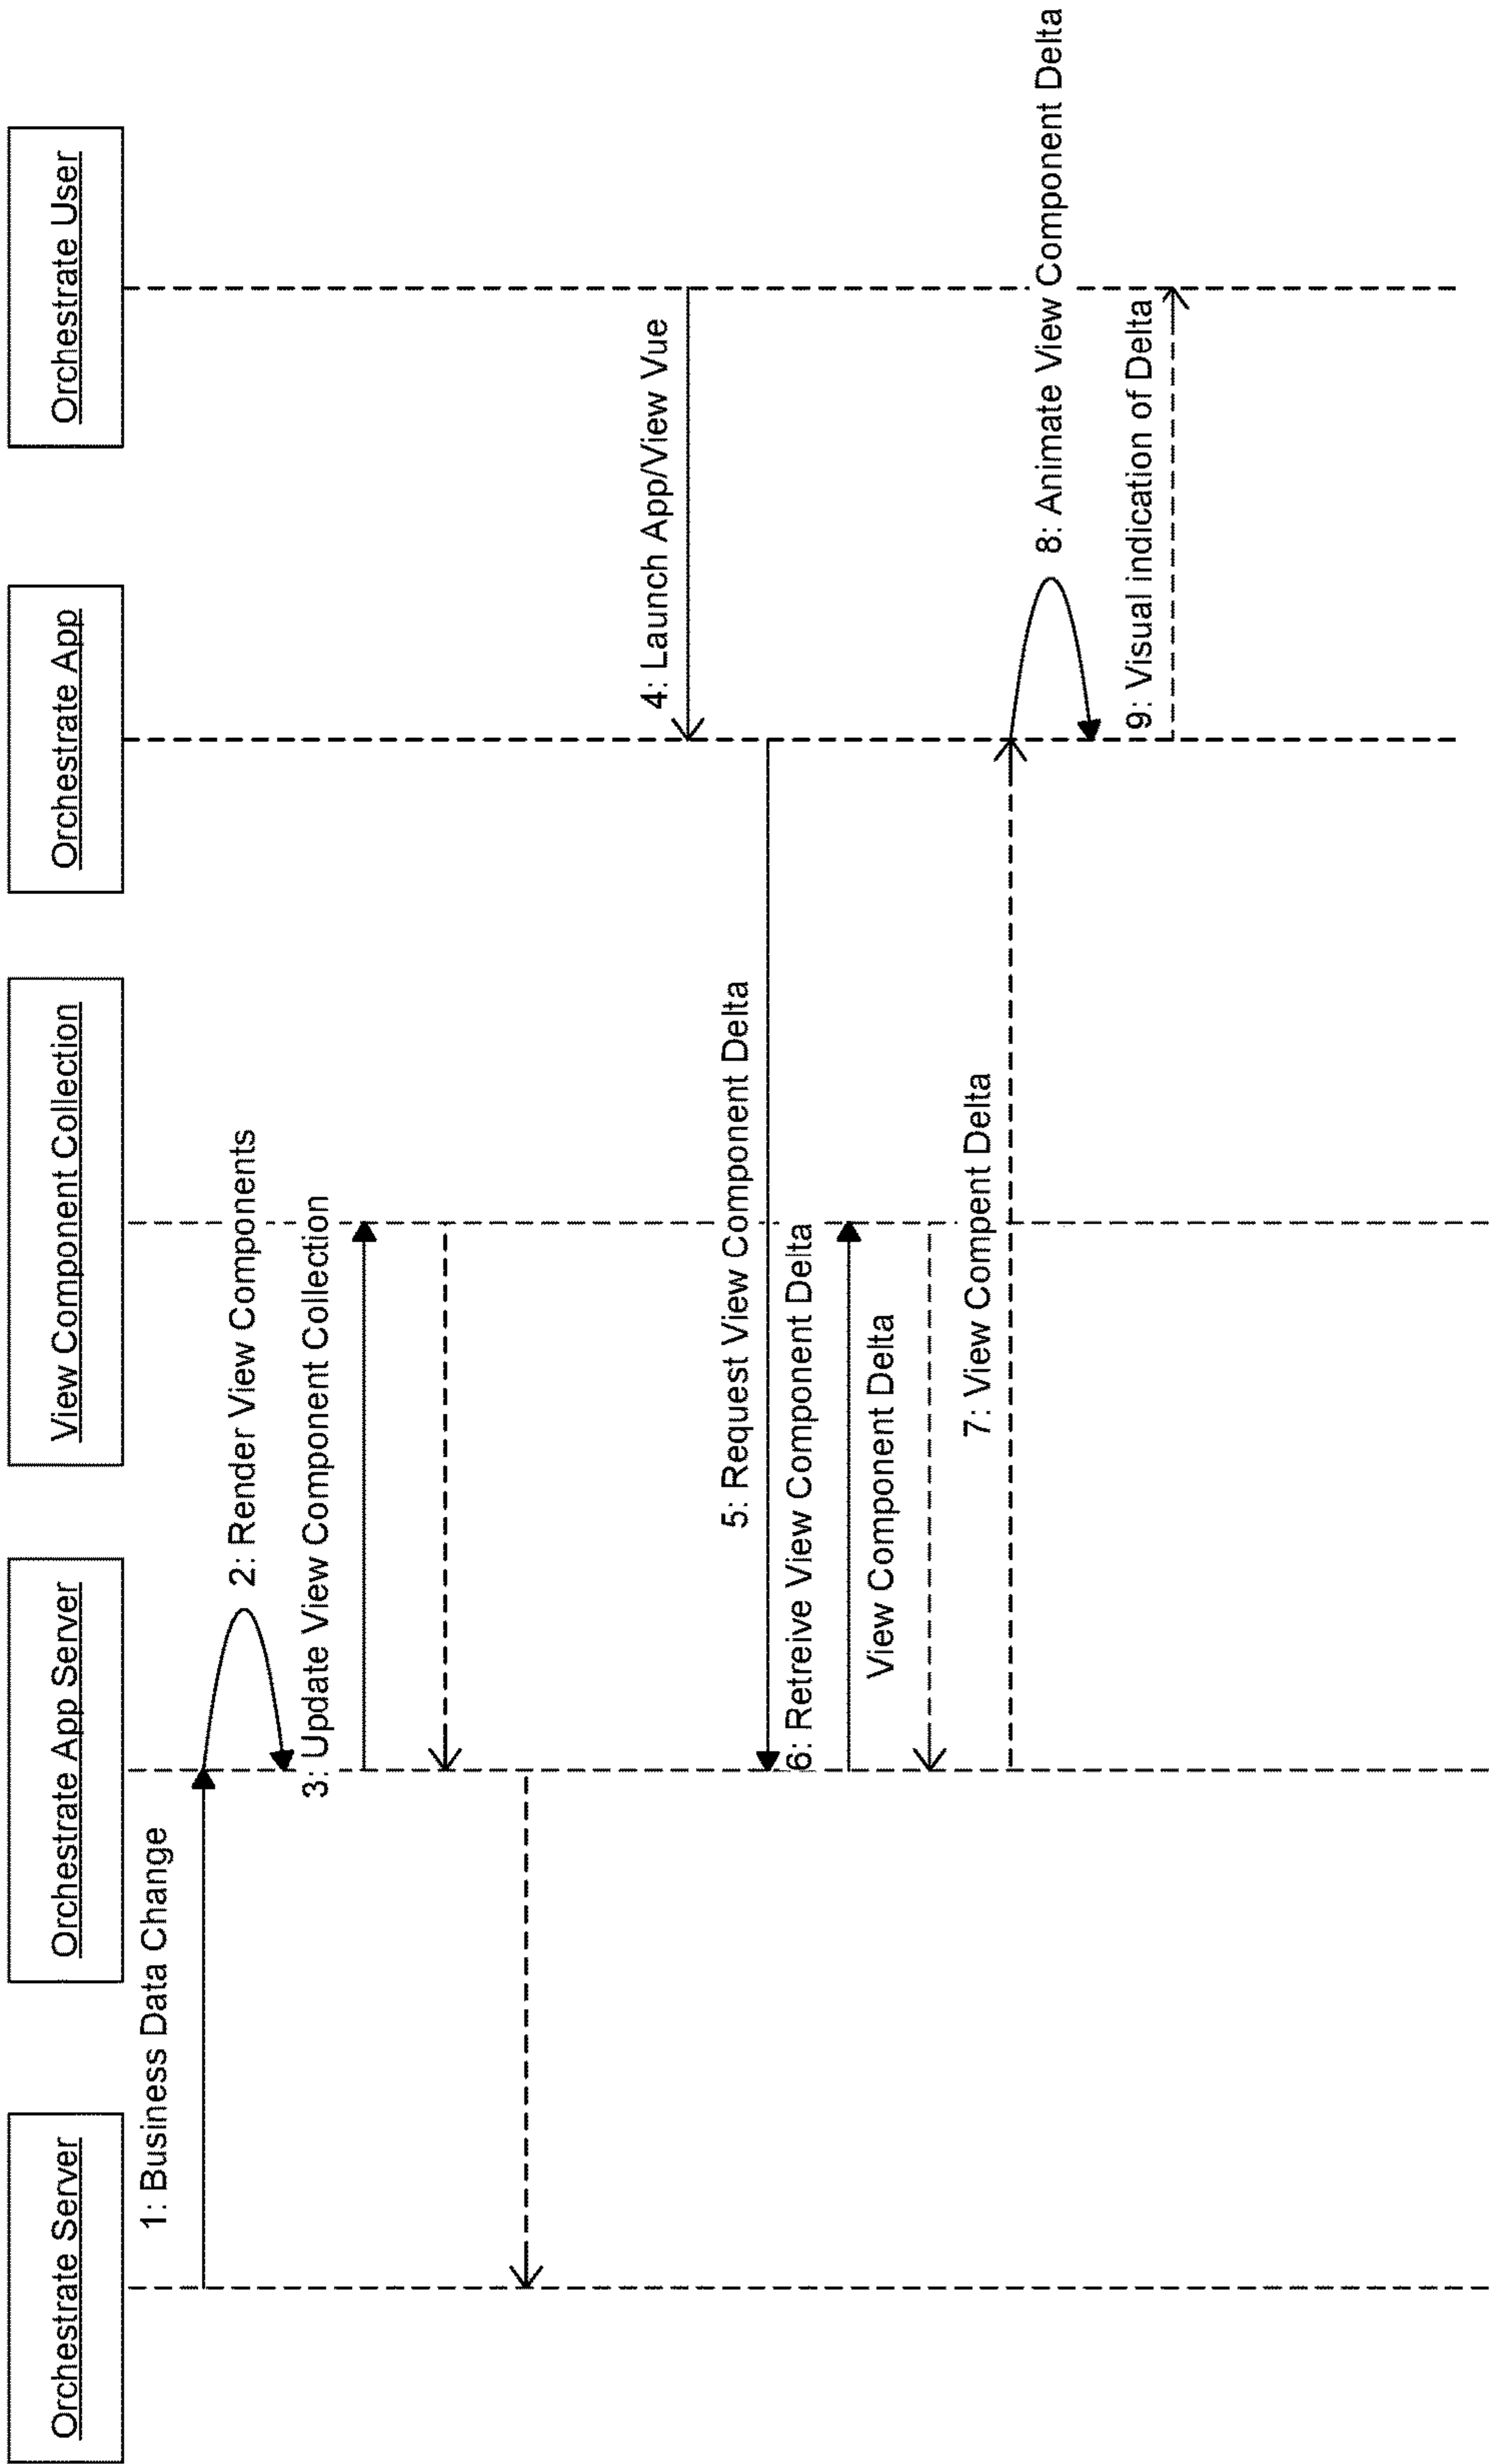 Orchestrate Server
Orchestrate App Server
View Component Collection
Orchestrate App
Orchestrate User
1: Business Data Change
2: Render View Components
3: Update View Component Collection
4: Launch App/View Vue
5: Request View Component Delta
6: Retreive View Component Delta
View Component Delta
7: View Compent Delta
8: Animate View Component Delta
9: Visual indication of Delta